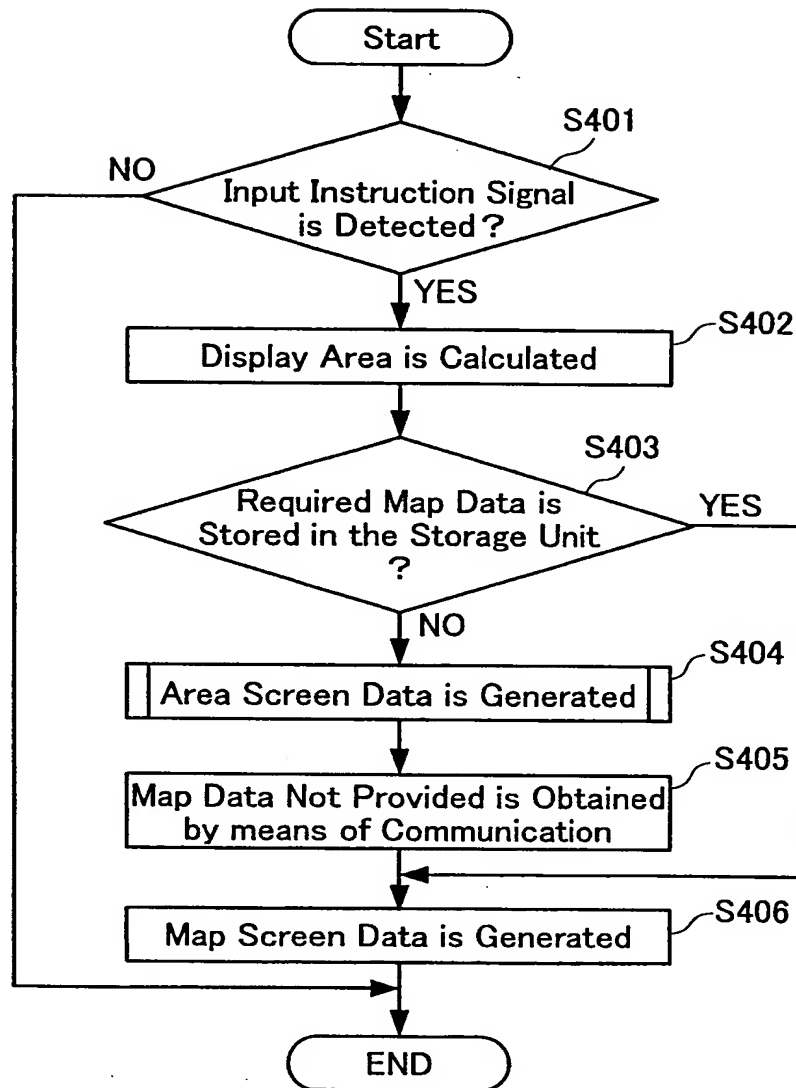 Start
S401
NO
Input Instruction Signal
is Detected?
YES
S402
Display Area is Calculated
S403
Required Map Data is
Stored in the Storage Unit
?
YES
NO
S404
Area Screen Data is Generated
S405
Map Data Not Provided is Obtained
by means of Communication
S406
Map Screen Data is Generated
END